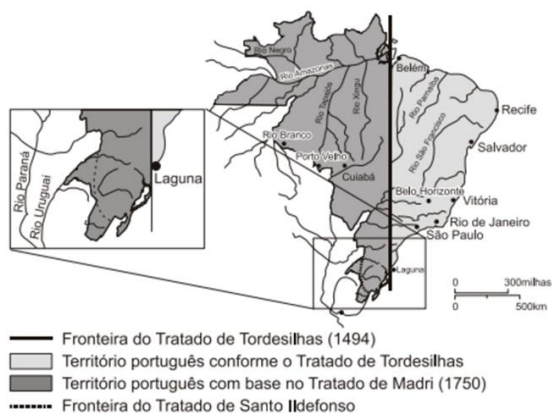 Rio Negro
Rio Amazonas
Belém
Rio Tapajós
Rio Xingu
Rio Parnaíba
Recife
Rio São Francisco
Salvador
Rio Branco
Porto Velho
Cuiabá
Belo Horizonte
Vitória
Rio de Janeiro
São Paulo
Rio Paraná
Rio Uruguai
Laguna
Laguna
0 300milhas
0 500km
Fronteira do Tratado de Tordesilhas (1494)
Território português conforme o Tratado de Tordesilhas
Território português com base no Tratado de Madri (1750)
Fronteira do Tratado de Santo Ildefonso